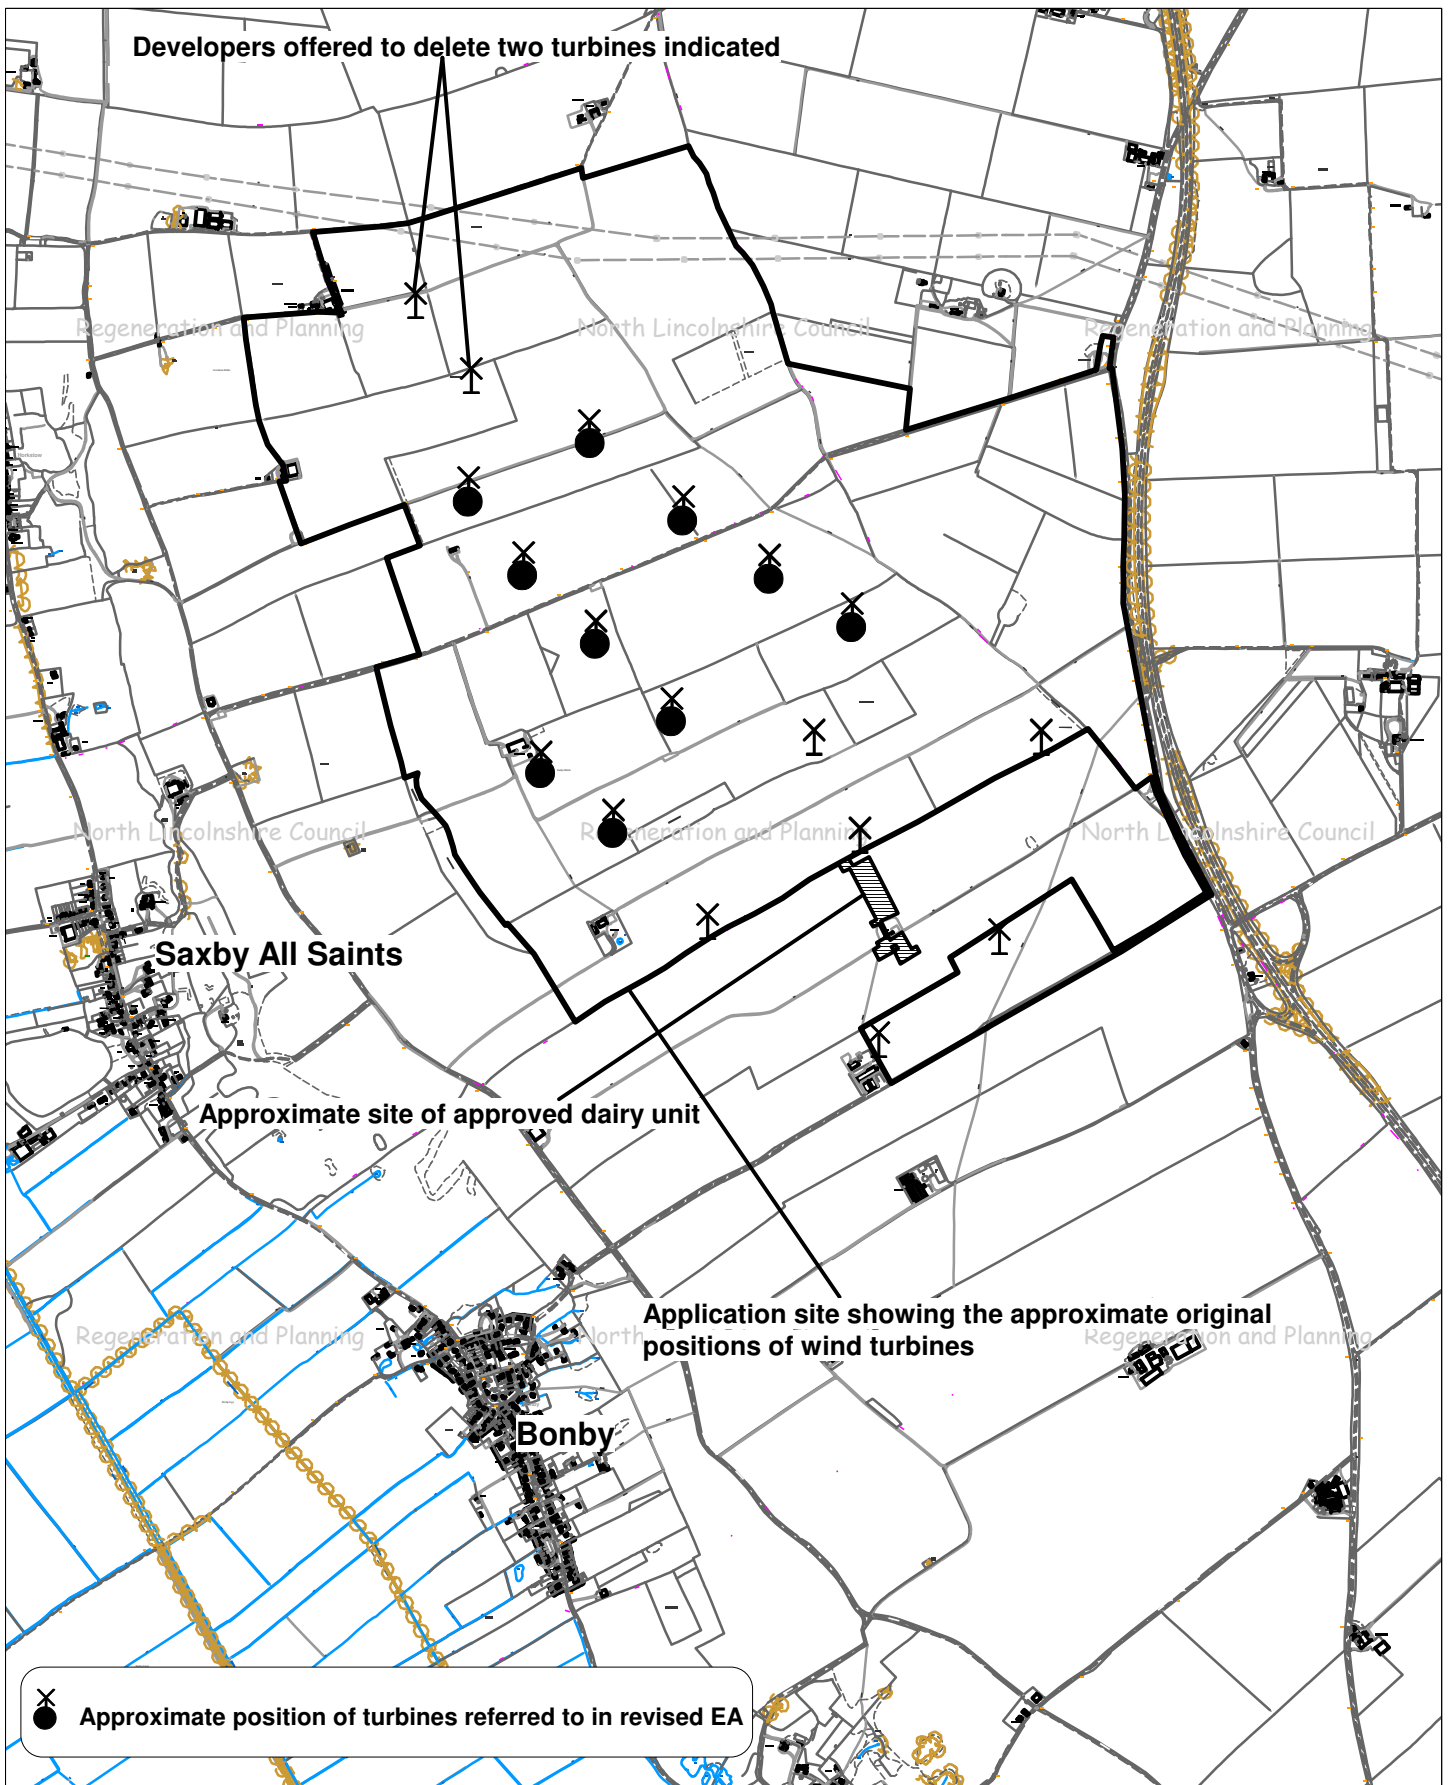 Developers offered to delete two turbines indicated
Regeneration and Planning
North Lincolnshire Council
Regeneration and Planning
North Lincolnshire Council
Regeneration and Planning
North Lincolnshire Council
Saxby All Saints
Approximate site of approved dairy unit
Application site showing the approximate original
positions of wind turbines
Regeneration and Planning
North
Regeneration and Planning
Bonby
Approximate position of turbines referred to in revised EA